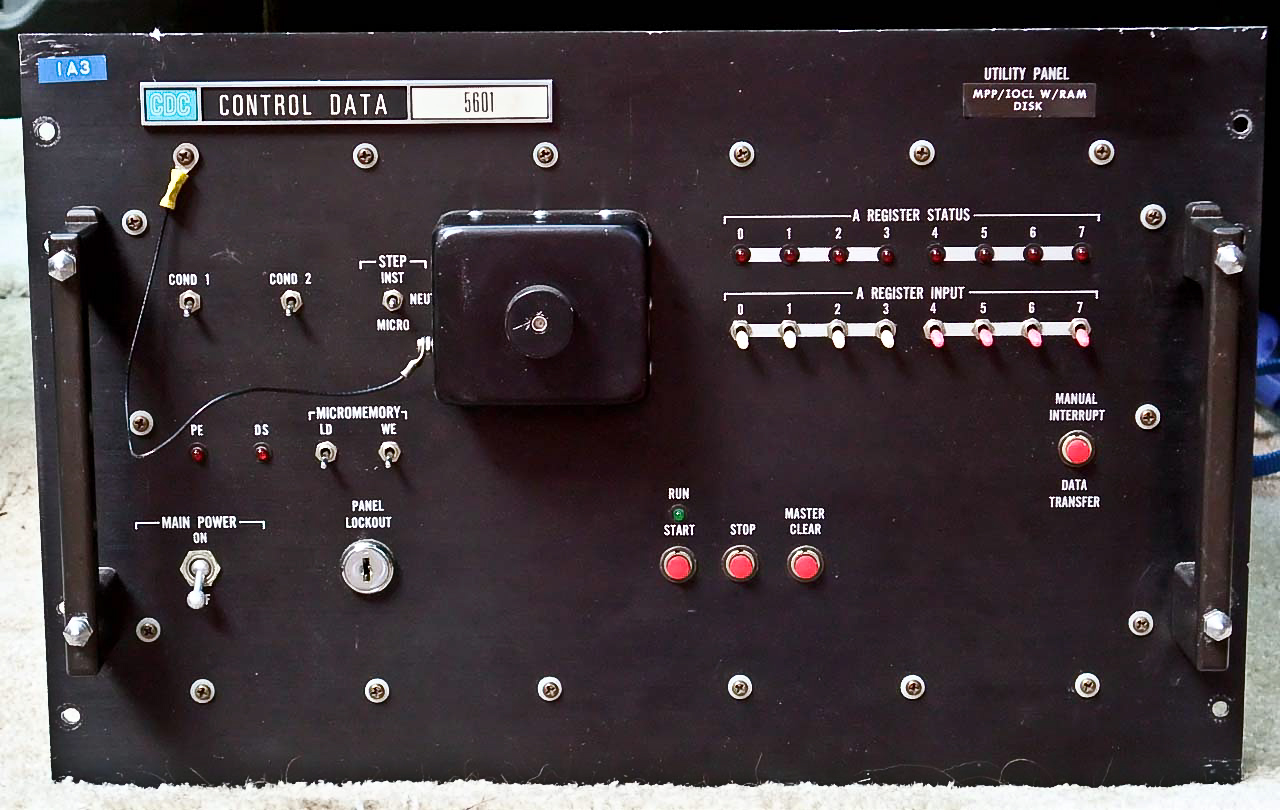 1A3
CDC CONTROL DATA 5601
UTILITY PANEL
MPP/IOCL W/RAM
DISK
A REGISTER STATUS
0 1 2 3 4 5 6 7
COND 1
COND 2
STEP
INST
MICRO
A REGISTER INPUT
0 1 2 3 4 5 6 7
MANUAL
INTERRUPT
DATA
TRANSFER
PE
DS
MICROMEMORY
LD WE
MAIN POWER
ON
PANEL
LOCKOUT
RUN
START
STOP
MASTER
CLEAR